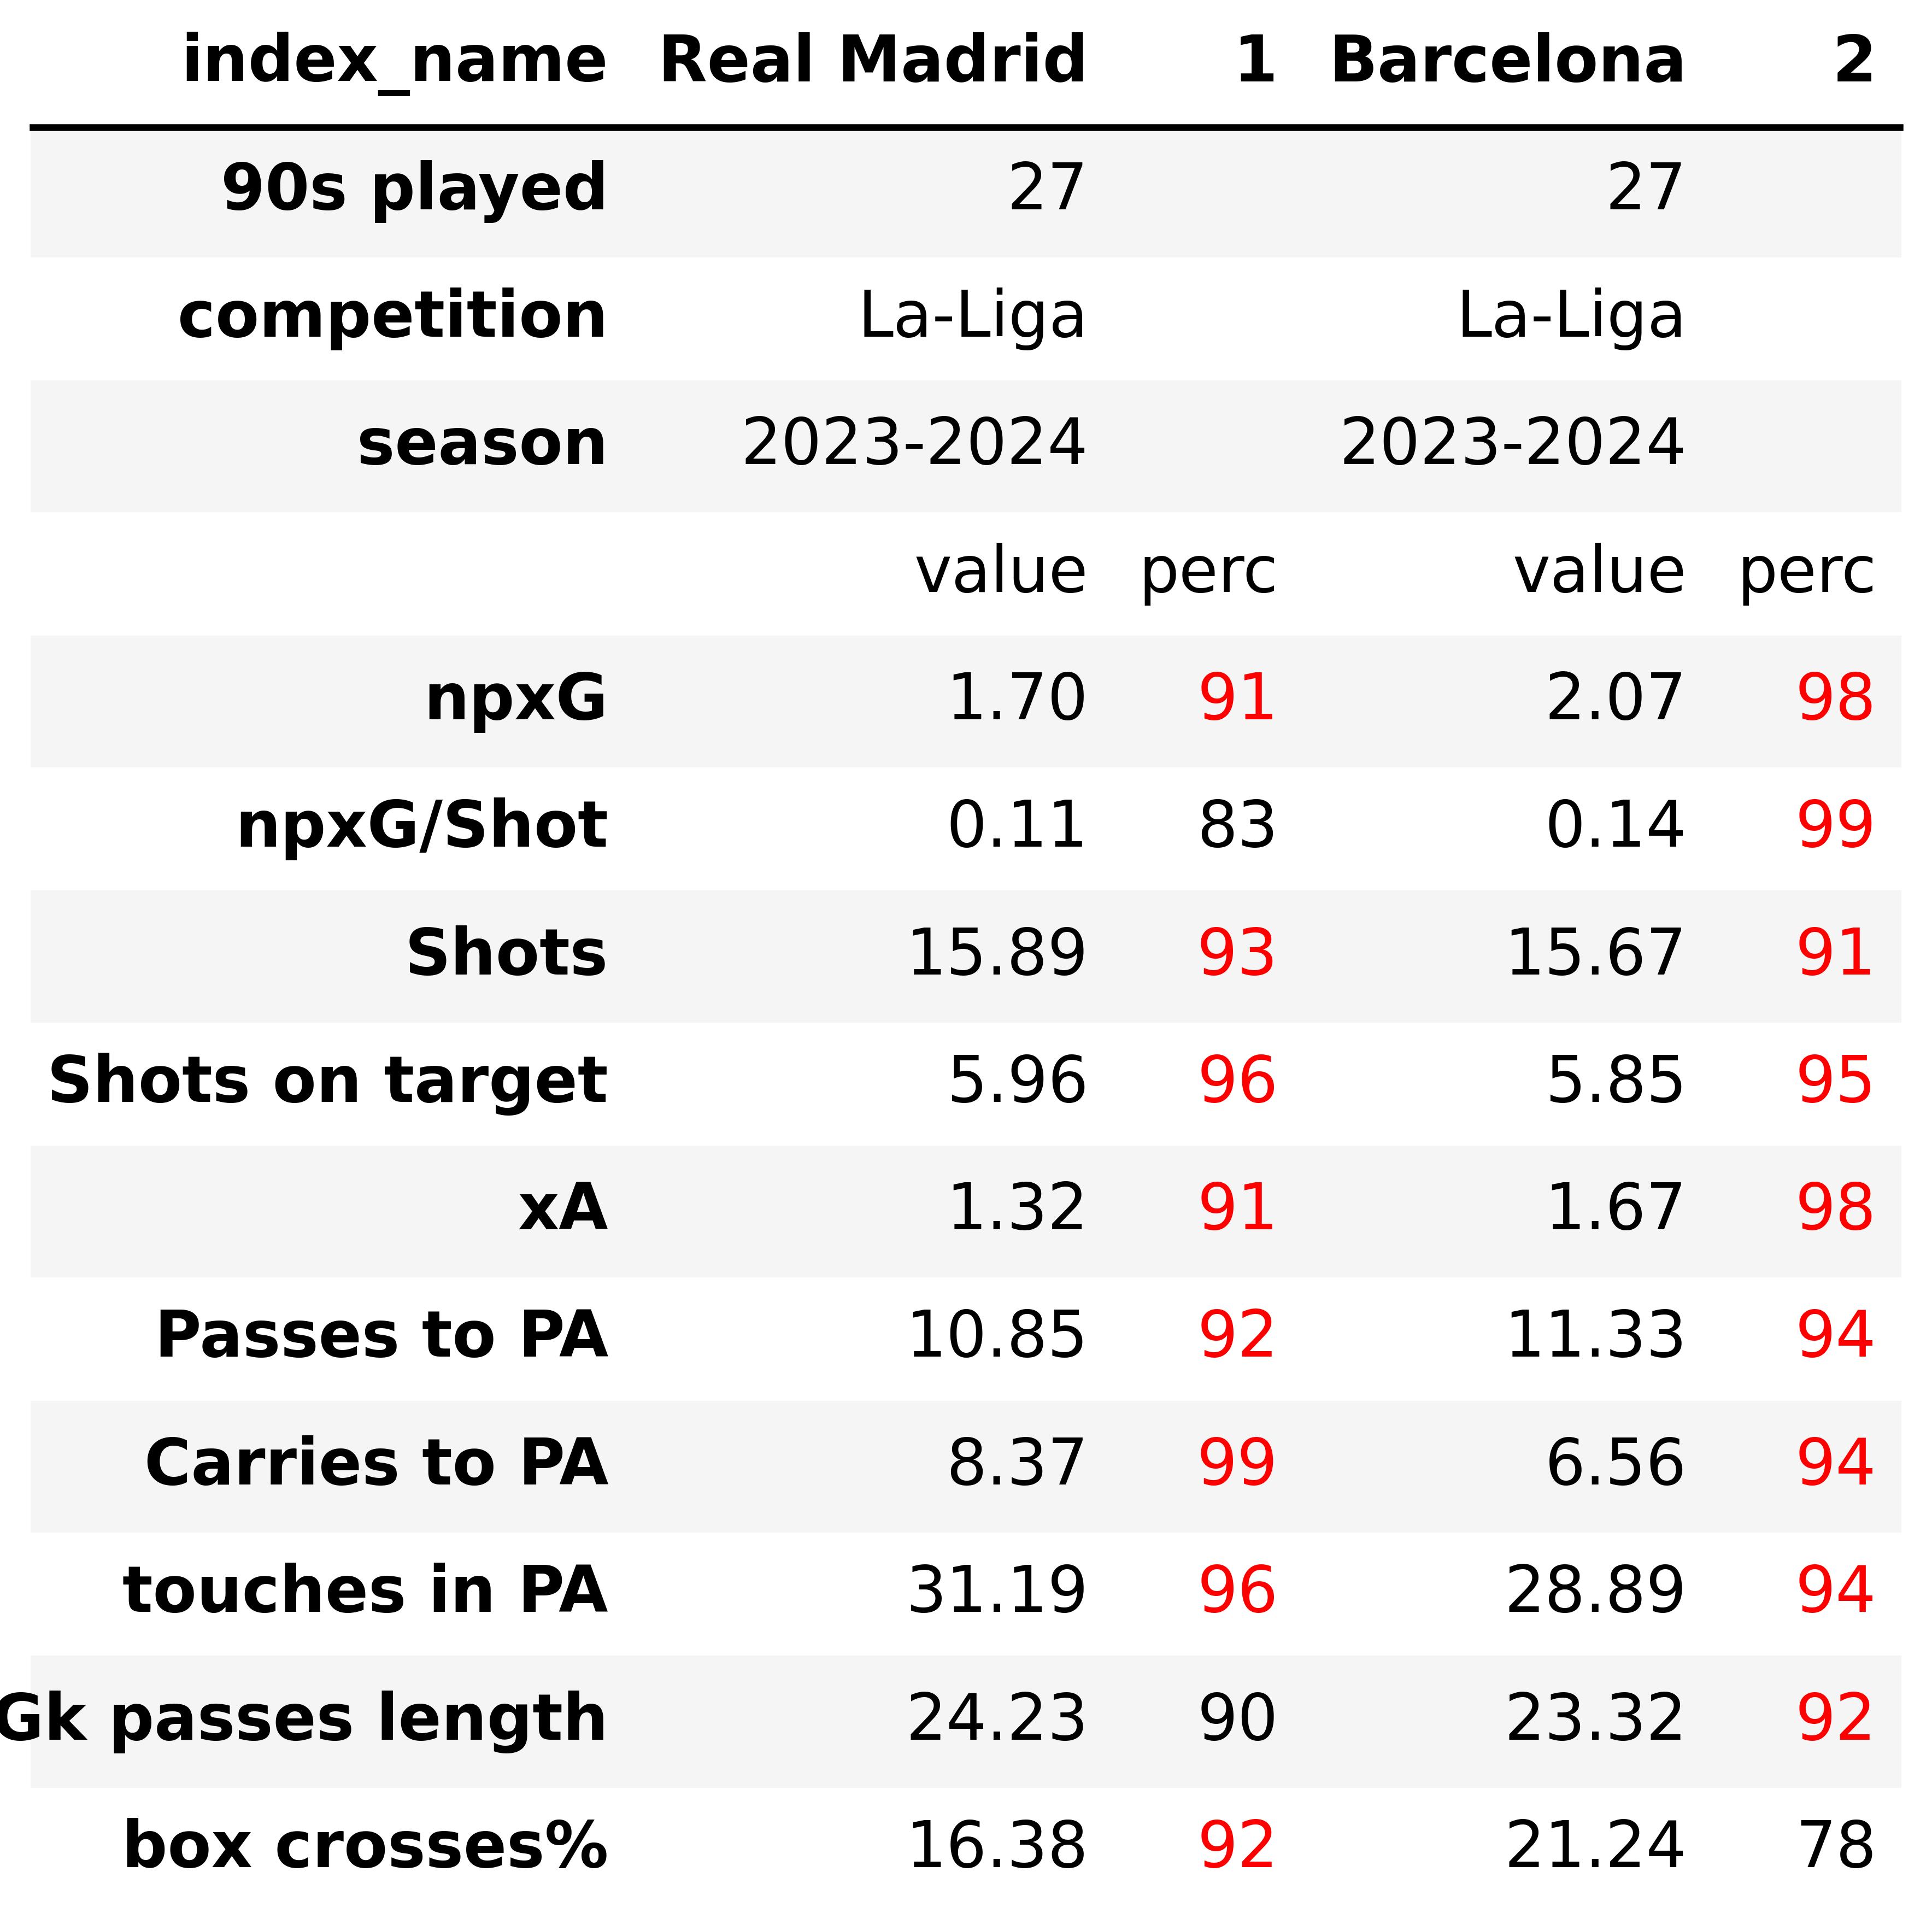 index_name Real Madrid 1 Barcelona 2
90s played 27 27
competition La-Liga La-Liga
season 2023-2024 2023-2024
value perc value perc
npxG 1.70 91 2.07 98
npxG/Shot 0.11 83 0.14 99
Shots 15.89 93 15.67 91
Shots on target 5.96 96 5.85 95
xA 1.32 91 1.67 98
Passes to PA 10.85 92 11.33 94
Carries to PA 8.37 99 6.56 94
touches in PA 31.19 96 28.89 94
Gk passes length 24.23 90 23.32 92
box crosses% 16.38 92 21.24 78